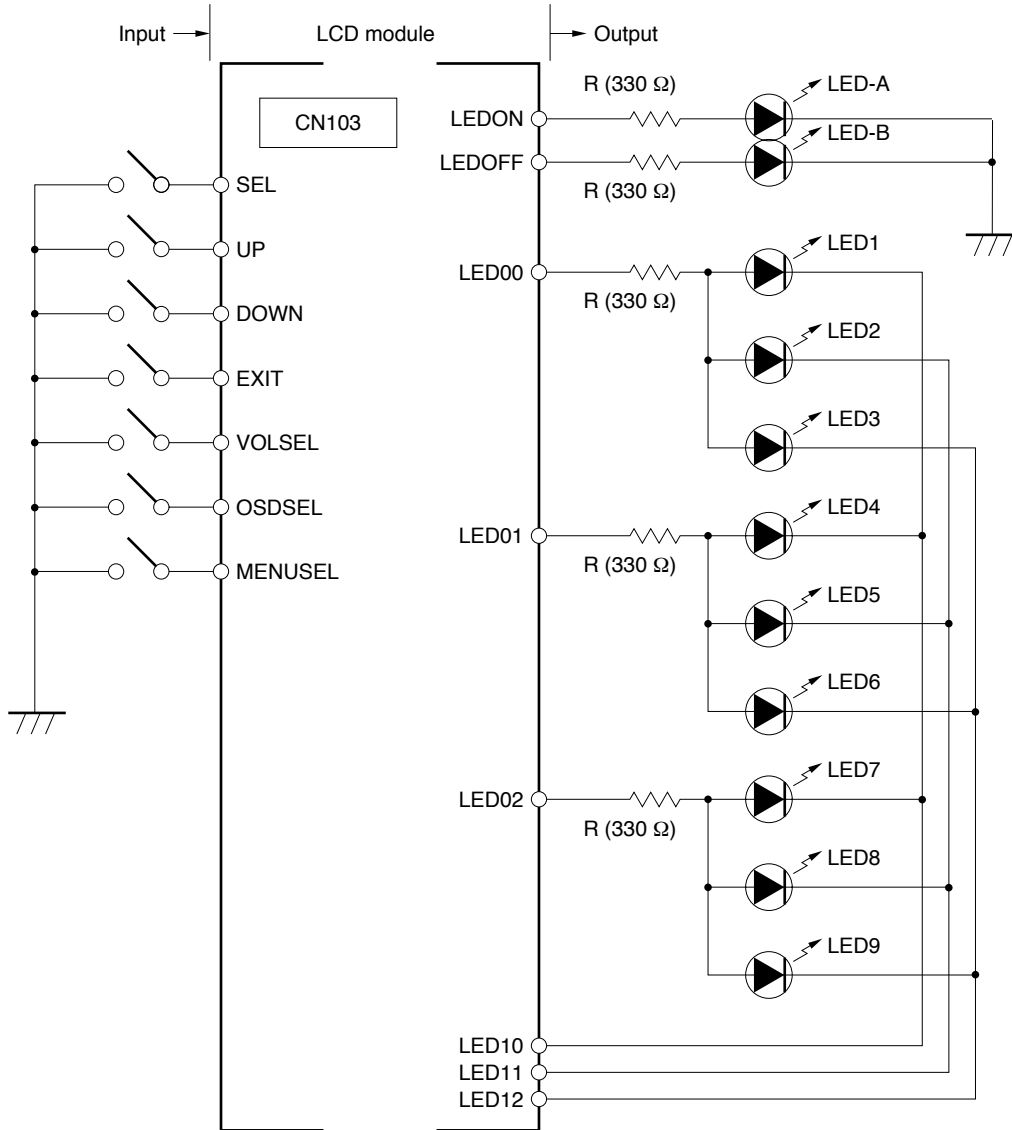 Input
LCD module
Output
CN103
R (330 Ω)
LED-A
LEDON
LED-B
LEDOFF
R (330 Ω)
SEL
UP
DOWN
EXIT
VOLSEL
OSDSEL
MENUSEL
LED00
R (330 Ω)
LED1
LED2
LED3
LED01
R (330 Ω)
LED4
LED5
LED6
LED02
R (330 Ω)
LED7
LED8
LED9
LED10
LED11
LED12